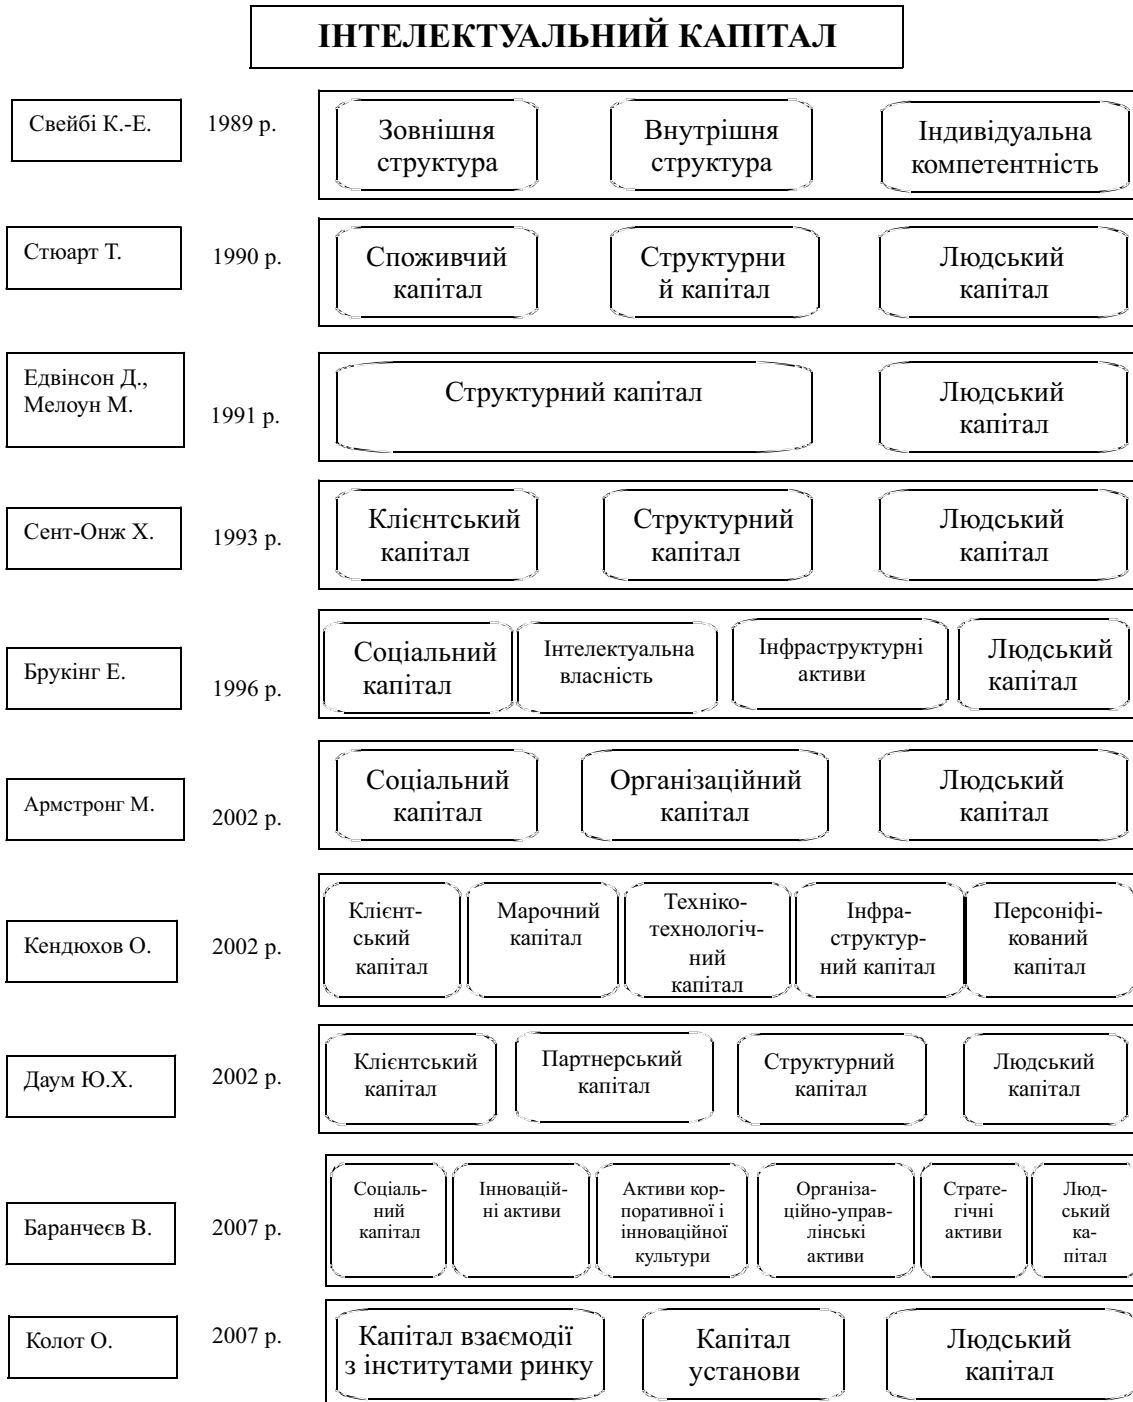 ІНТЕЛЕКТУАЛЬНИЙ КАПІТАЛ
Свейбі К.-Е.
1989 р.
Зовнішня
структура
Внутрішня
структура
Індивідуальна
компетентність
Стюарт Т.
1990 р.
Споживчий
капітал
Структурни
й капітал
Людський
капітал
Едвінсон Д.,
Мелоун М.
1991 р.
Структурний капітал
Людський
капітал
Сент-Онж Х.
1993 р.
Клієнтський
капітал
Структурний
капітал
Людський
капітал
Брукінг Е.
1996 р.
Соціальний
капітал
Інтелектуальна
власність
Інфраструктурні
активи
Людський
капітал
Армстронг М.
2002 р.
Соціальний
капітал
Організаційний
капітал
Людський
капітал
Кендюхов О.
2002 р.
Клієнт-
ський
капітал
Марочний
капітал
Техніко-
технологіч-
ний
капітал
Інфра-
структур-
ний капітал
Персоніфі-
кований
капітал
Даум Ю.Х.
2002 р.
Клієнтський
капітал
Партнерський
капітал
Структурний
капітал
Людський
капітал
Баранчеєв В.
2007 р.
Соціаль-
ний
капітал
Інновацій-
ні активи
Активи кор-
поративної і
інноваційної
культури
Організа-
ційно-управ-
лінські
активи
Страте-
гічні
активи
Люд-
ський
ка-
пітал
Колот О.
2007 р.
Капітал взаємодії
з інститутами ринку
Капітал
установи
Людський
капітал